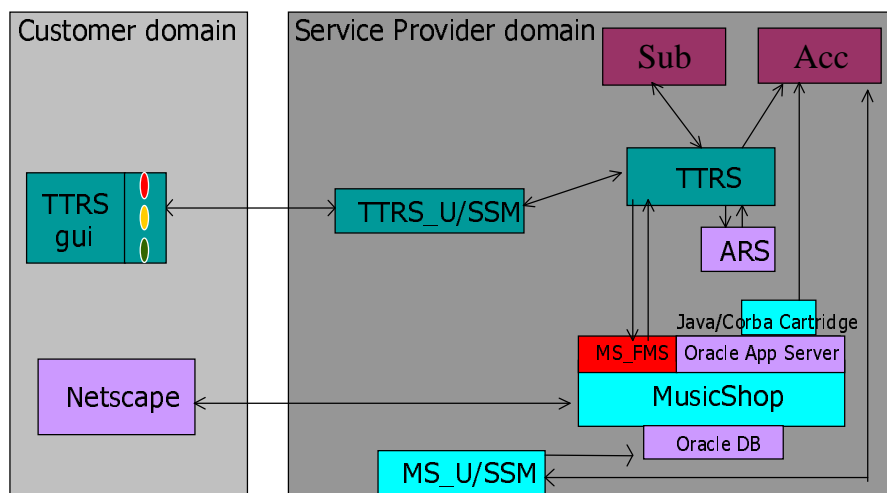 Customer domain
Service Provider domain
Sub
Acc
TTRS
gui
TTRS_U/SSM
TTRS
ARS
Java/Corba Cartridge
MS_FMS
Oracle App Server
Netscape
MusicShop
Oracle DB
MS_U/SSM